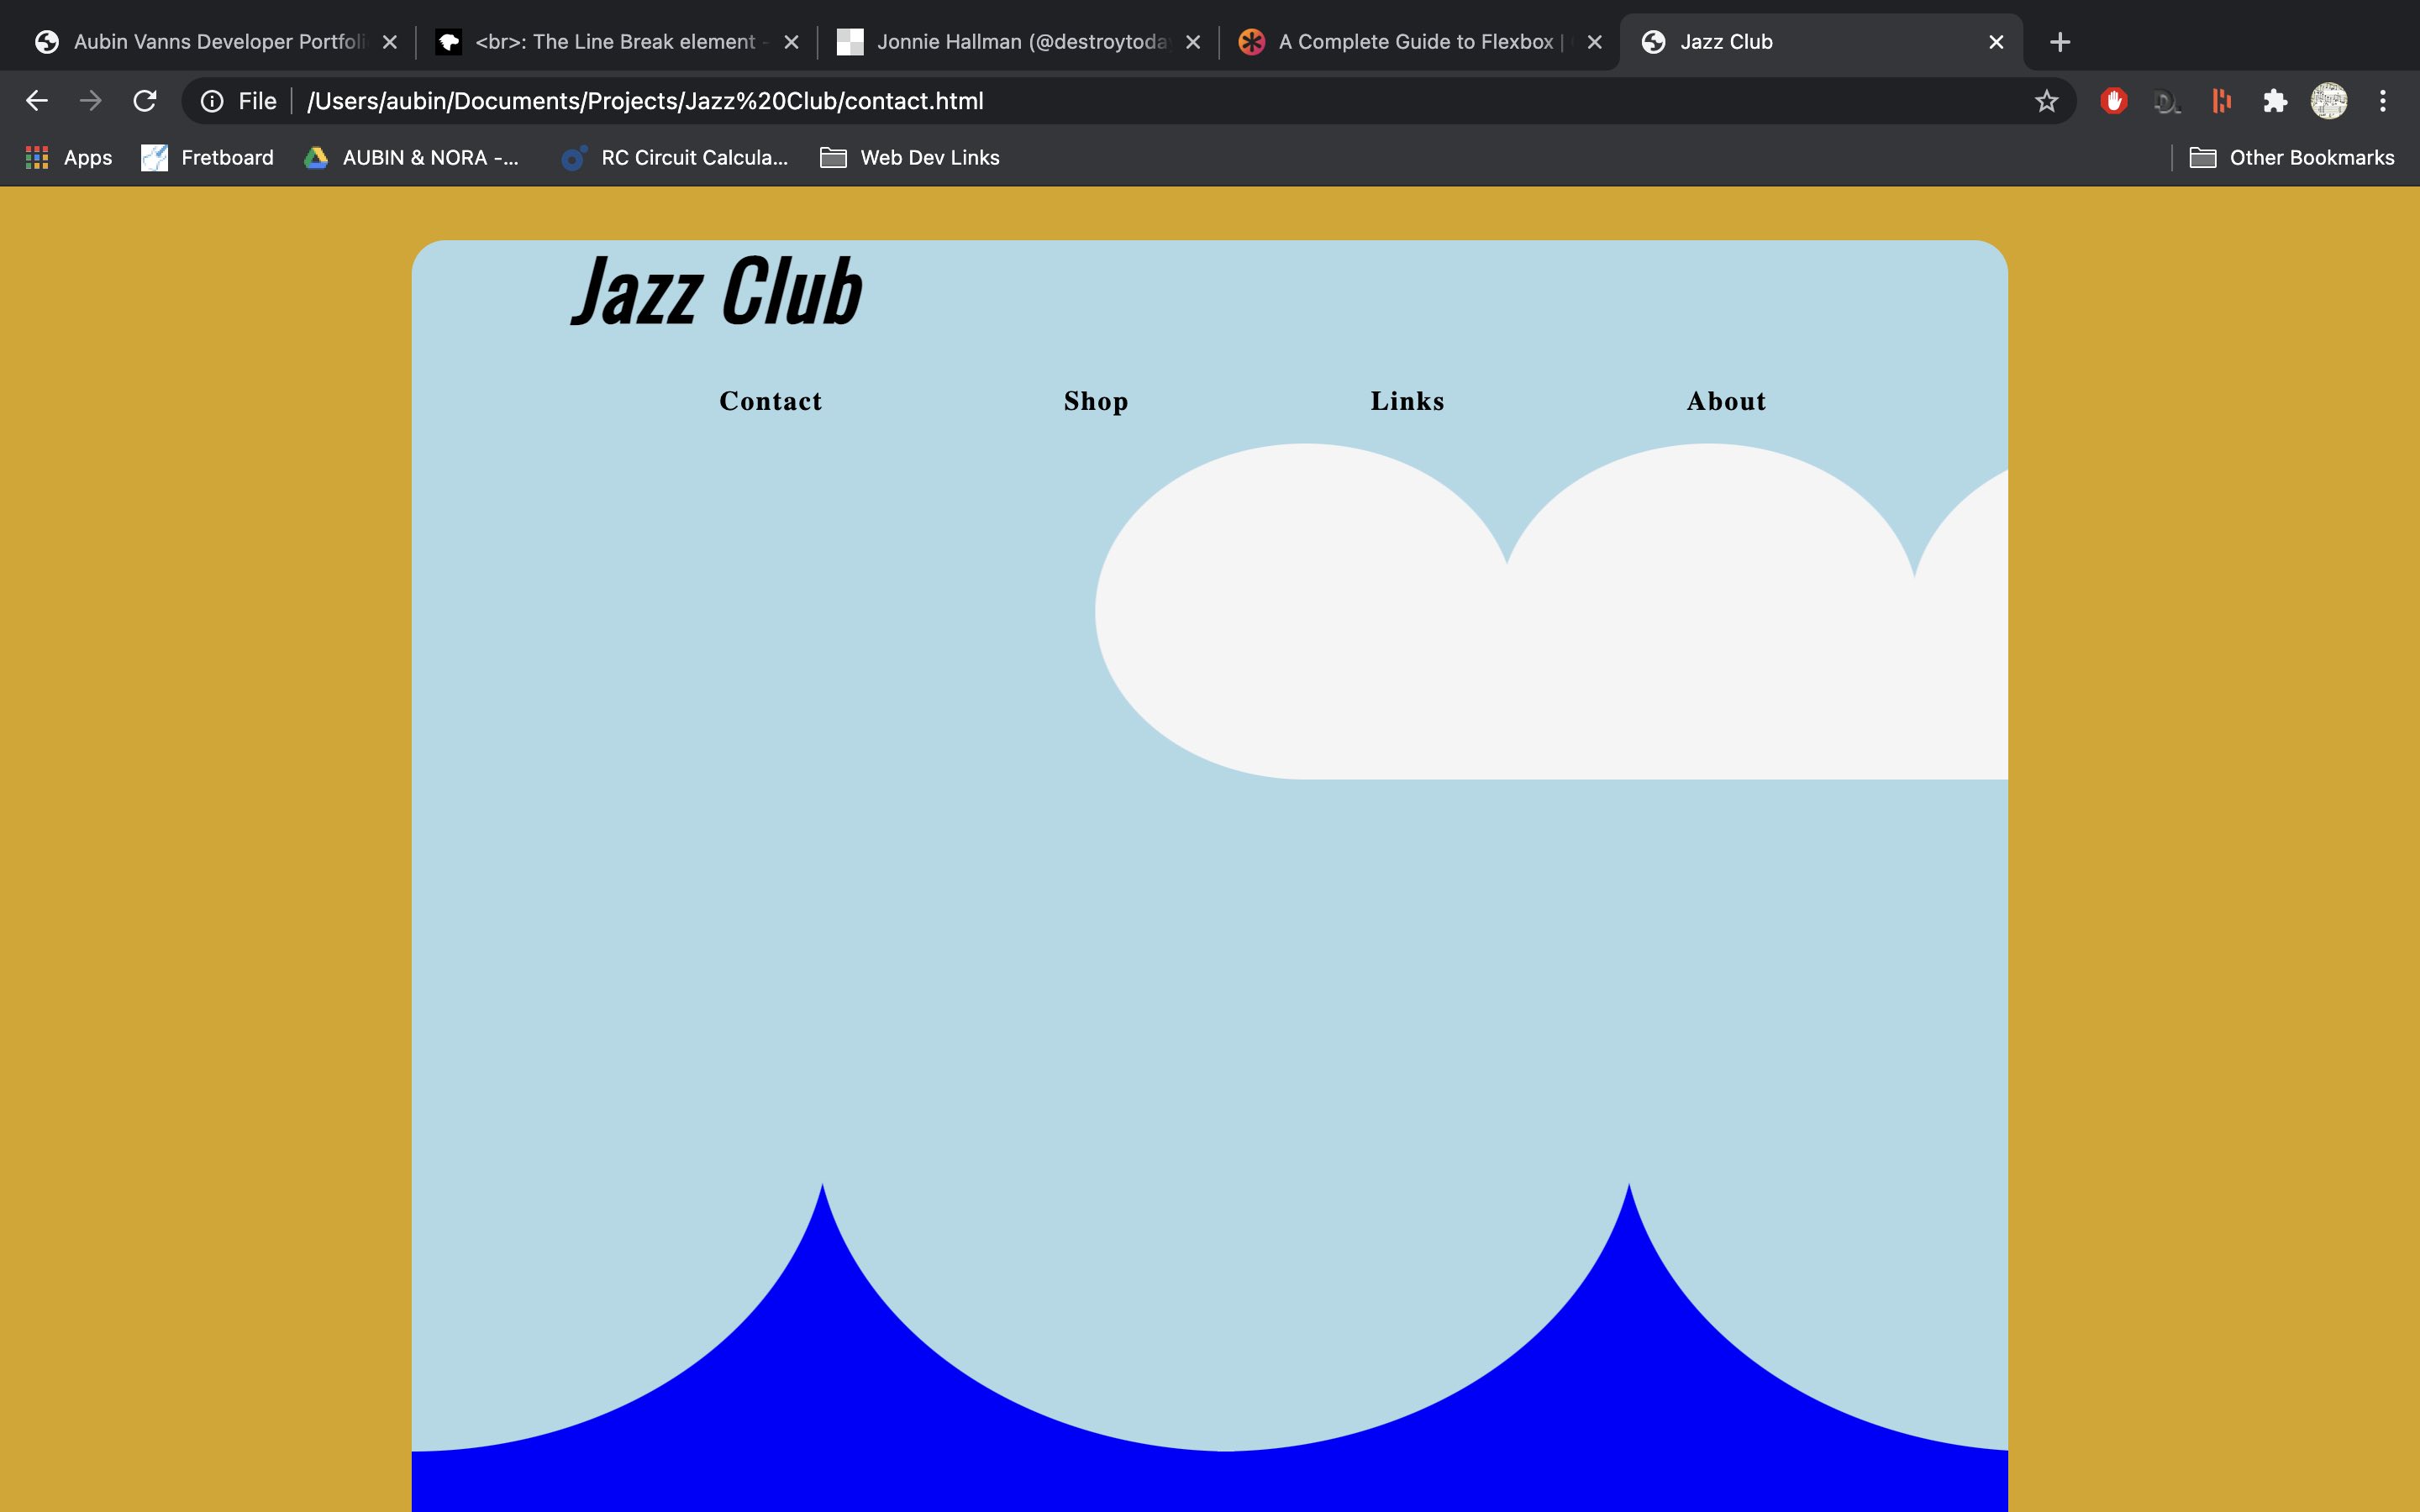 Aubin Vanns Developer Portfoli
<br>: The Line Break element -
Jonnie Hallman (@destroytoda
A Complete Guide to Flexbox |
Jazz Club
File /Users/aubin/Documents/Projects/Jazz%20Club/contact.html
Apps Fretboard AUBIN & NORA -... RC Circuit Calcula... Web Dev Links Other Bookmarks
Jazz Club
Contact Shop Links About